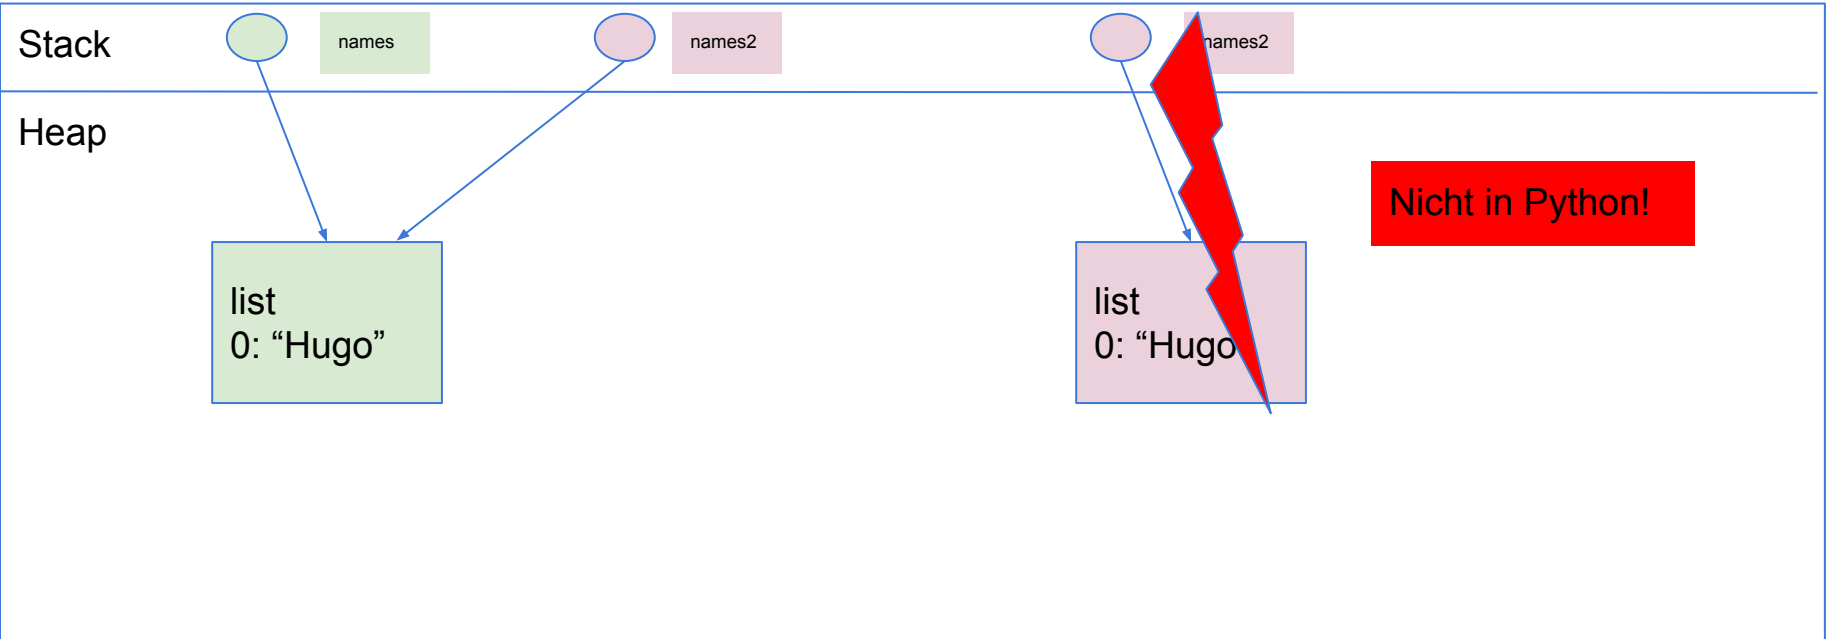 Stack
names
names2
names2
Heap
Nicht in Python!
list
0: “Hugo”
list
0: “Hugo